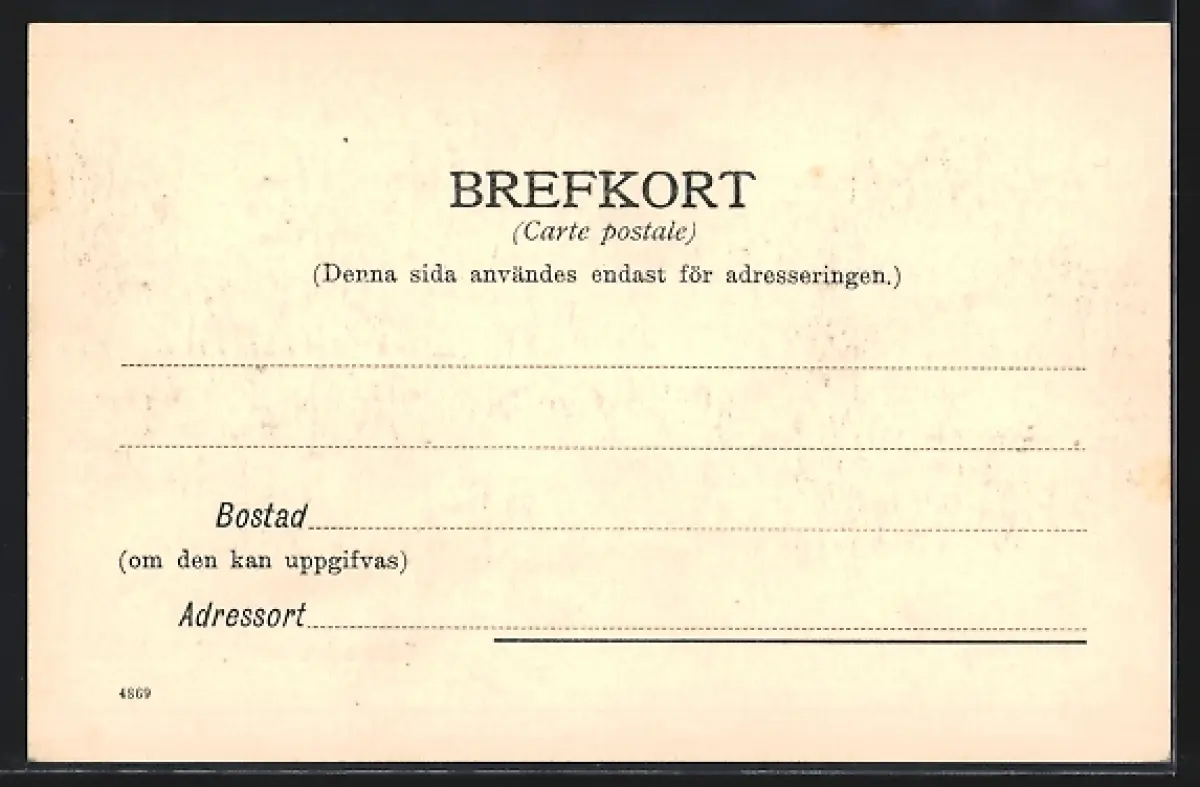 BREFKORT
(Carte postale)
(Denna sida användes endast för adresseringen.)
Bostad
(om den kan uppgifvas)
Adressort
4869